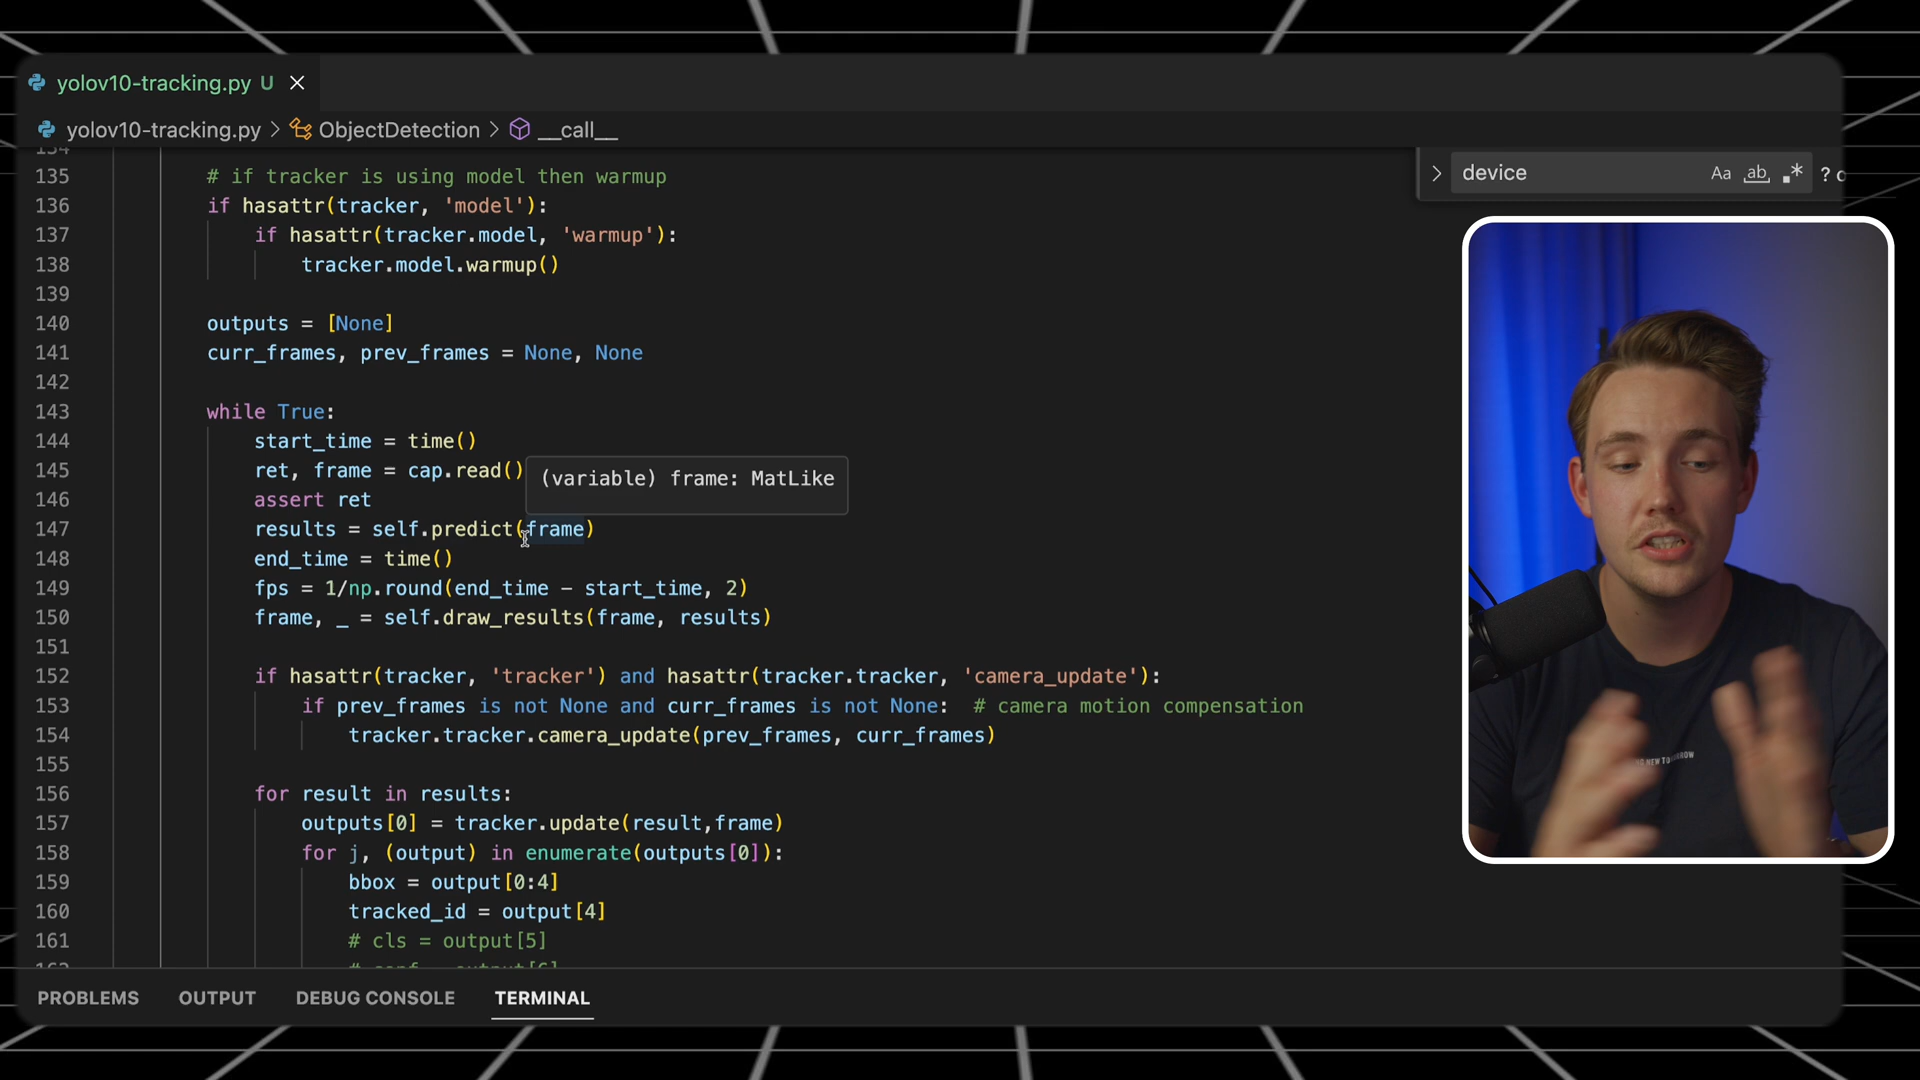 yolov10-tracking.py U
yolov10-tracking.py > ObjectDetection > __call__
device Aa ab .* ?
134
135 # if tracker is using model then warmup
136 if hasattr(tracker, 'model'):
137 if hasattr(tracker.model, 'warmup'):
138 tracker.model.warmup()
139
140 outputs = [None]
141 curr_frames, prev_frames = None, None
142
143 while True:
144 start_time = time()
145 ret, frame = cap.read()
(variable) frame: MatLike
146 assert ret
147 results = self.predict(frame)
148 end_time = time()
149 fps = 1/np.round(end_time - start_time, 2)
150 frame, _ = self.draw_results(frame, results)
151
152 if hasattr(tracker, 'tracker') and hasattr(tracker.tracker, 'camera_update'):
153 if prev_frames is not None and curr_frames is not None: # camera motion compensation
154 tracker.tracker.camera_update(prev_frames, curr_frames)
155
156 for result in results:
157 outputs[0] = tracker.update(result,frame)
158 for j, (output) in enumerate(outputs[0]):
159 bbox = output[0:4]
160 tracked_id = output[4]
161 # cls = output[5]
PROBLEMS OUTPUT DEBUG CONSOLE TERMINAL